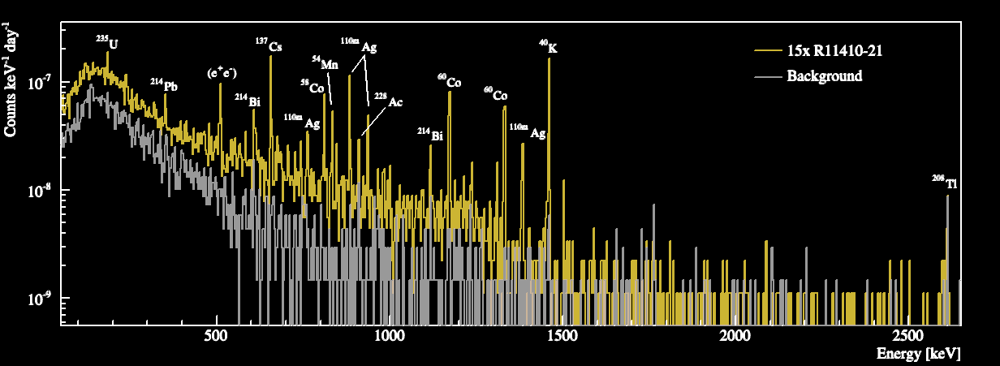 Counts keV⁻¹ day⁻¹
10⁻⁷
10⁻⁸
10⁻⁹
²³⁵U
²¹⁴Pb
(e⁺e⁻)
²¹⁴Bi
¹³⁷Cs
¹¹⁰ᵐAg
⁵⁸Co
⁵⁴Mn
¹¹⁰ᵐAg
²²⁸Ac
²¹⁴Bi
⁶⁰Co
⁶⁰Co
¹¹⁰ᵐAg
⁴⁰K
²⁰⁸Tl
15x R11410-21
Background
500 1000 1500 2000 2500
Energy [keV]